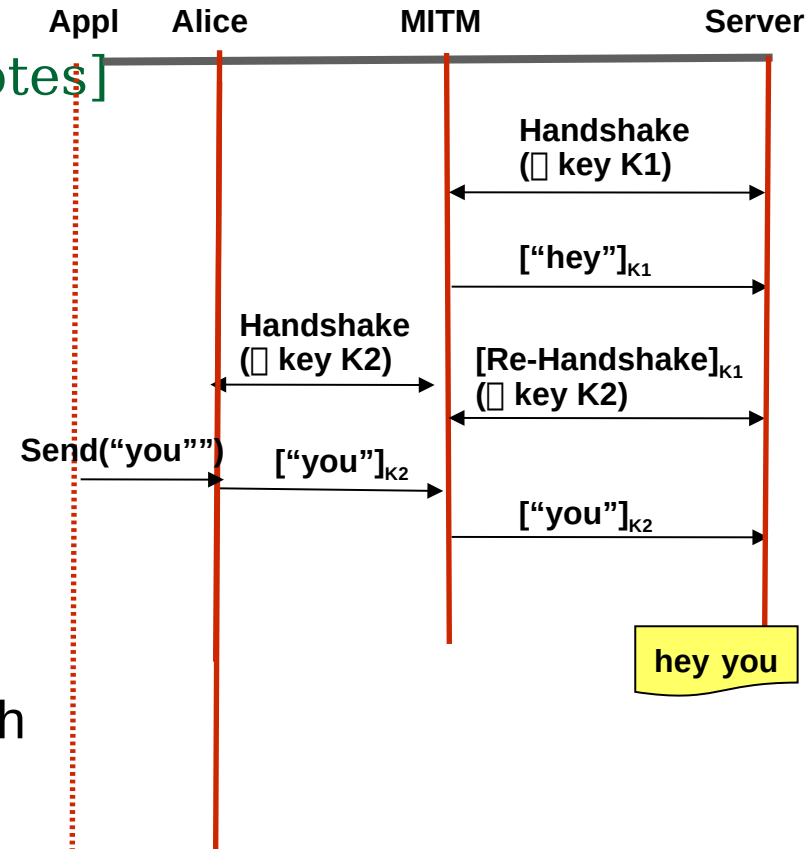 Appl Alice MITM Server
otes]
Handshake
(▯ key K1)
[“hey”]K1
Handshake
(▯ key K2)
[Re-Handshake]K1
(▯ key K2)
Send(“you””)
[“you”]K2
[“you”]K2
hey you
h